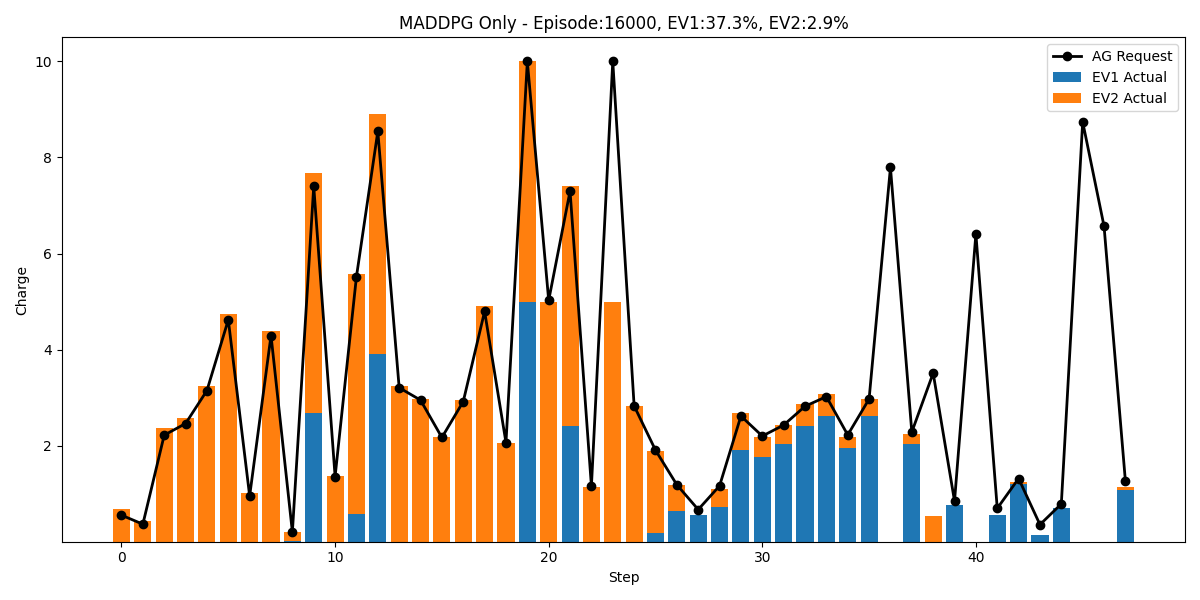 MADDPG Only - Episode:16000, EV1:37.3%, EV2:2.9%
AG Request
EV1 Actual
EV2 Actual
Charge
10
8
6
4
2
0
10
20
30
40
Step